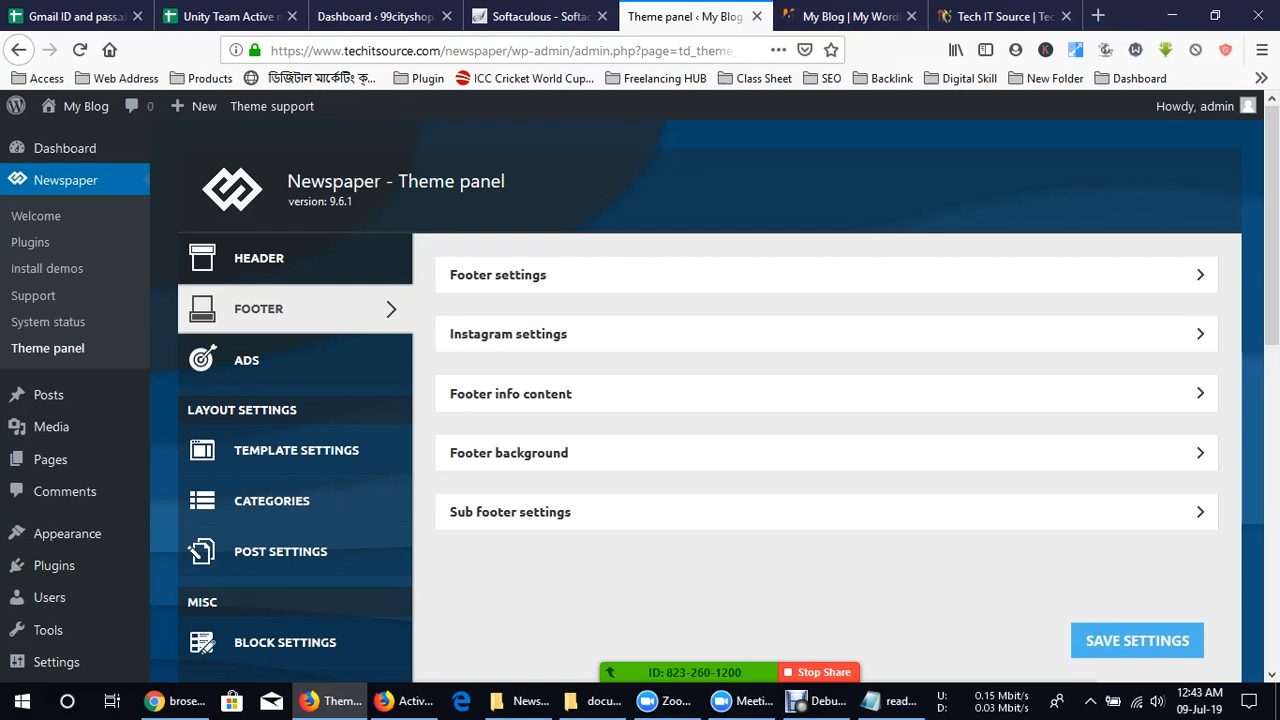 Gmail ID and pass.x
Unity Team Active m
Dashboard ‹ 99cityshop.
Softaculous - Softac
Theme panel ‹ My Blog
My Blog | My WordP
Tech IT Source | Tec
https://www.techitsource.com/newspaper/wp-admin/admin.php?page=td_theme_
Access
Web Address
Products
ডিজিটাল মার্কেটিং কৃ...
Plugin
ICC Cricket World Cup...
Freelancing HUB
Class Sheet
SEO
Backlink
Digital Skill
New Folder
Dashboard
My Blog
0
New
Theme support
Howdy, admin
Dashboard
Newspaper
Welcome
Plugins
Install demos
Support
System status
Theme panel
Posts
Media
Pages
Comments
Appearance
Plugins
Users
Tools
Settings
Newspaper - Theme panel
version: 9.6.1
HEADER
FOOTER
ADS
LAYOUT SETTINGS
TEMPLATE SETTINGS
CATEGORIES
POST SETTINGS
MISC
BLOCK SETTINGS
Footer settings
Instagram settings
Footer info content
Footer background
Sub footer settings
SAVE SETTINGS
ID: 823-260-1200
Stop Share
brose...
Them...
Activ...
News...
docu...
Zoo...
Meeti...
Debu...
read...
U: 0.15 Mbit/s
D: 0.03 Mbit/s
12:43 AM
09-Jul-19